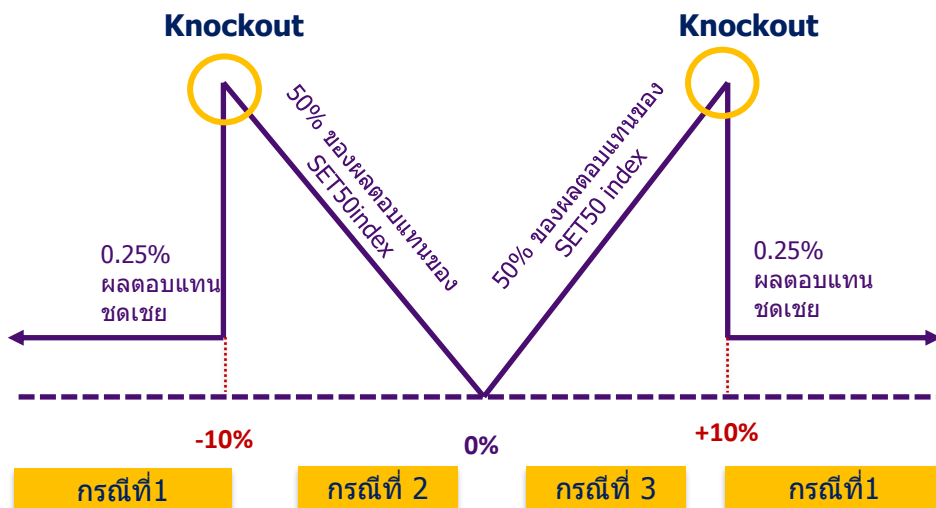 Knockout
Knockout
50% ของผลตอบแทนของ
SET50index
50% ของผลตอบแทนของ
SET50 index
0.25%
ผลตอบแทน
ชดเชย
0.25%
ผลตอบแทน
ชดเชย
-10%
0%
+10%
กรณีที่1
กรณีที่ 2
กรณีที่ 3
กรณีที่1